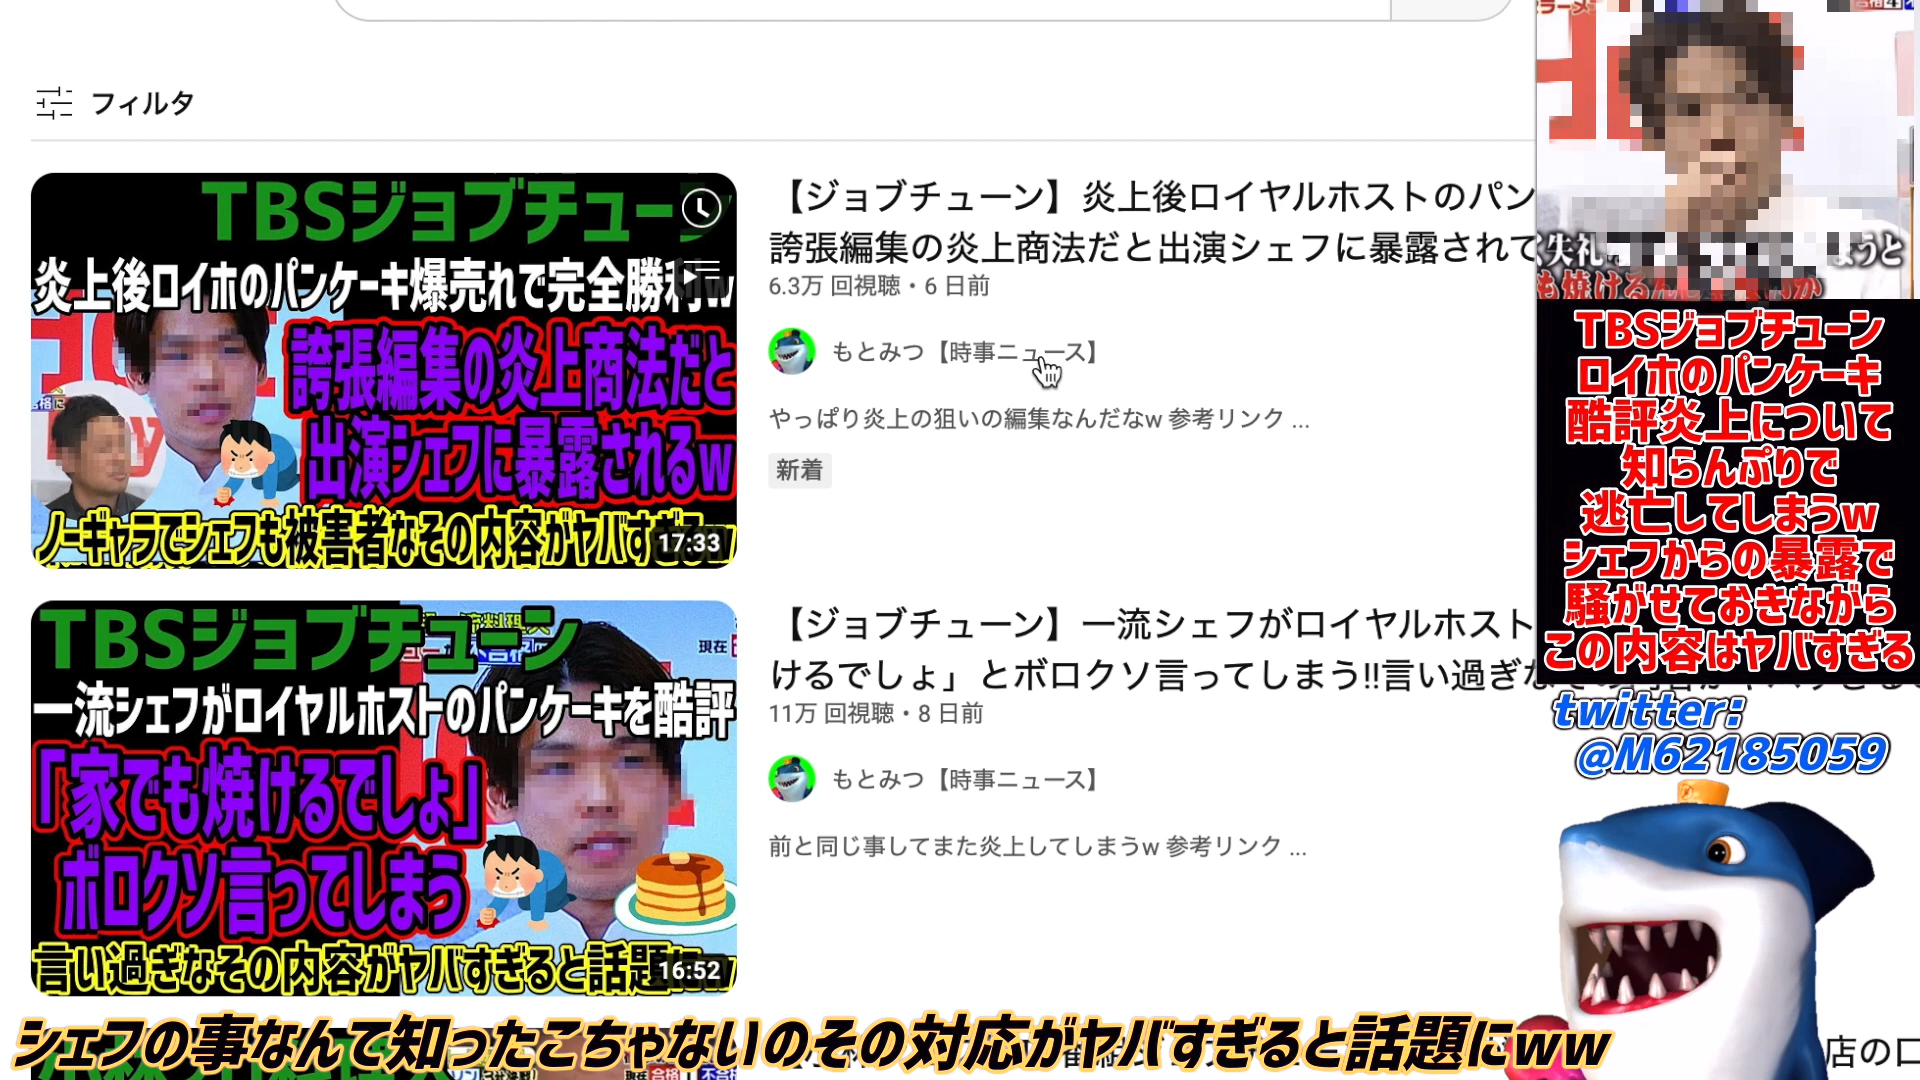 フィルタ
TBSジョブチュー
炎上後ロイホのパンケーキ爆売れで完全勝利w
誇張編集の炎上商法だと
出演シェフに暴露されるw
ノーギャラでシェフも被害者なその内容がヤバすぎるw
17:33
【ジョブチューン】炎上後ロイヤルホストのパン
誇張編集の炎上商法だと出演シェフに暴露されて
6.3万 回視聴・6 日前
もとみつ【時事ニュース】
やっぱり炎上の狙いの編集なんだなw 参考リンク ...
新着
TBSジョブチューン
現在
一流シェフがロイヤルホストのパンケーキを酷評
「家でも焼けるでしょ」
ボロクソ言ってしまう
言い過ぎなその内容がヤバすぎると話題にw
16:52
【ジョブチューン】一流シェフがロイヤルホスト
けるでしょ」とボロクソ言ってしまう!!言い過ぎ
11万 回視聴・8 日前
もとみつ【時事ニュース】
前と同じ事してまた炎上してしまうw 参考リンク ...
失礼
まうと
も焼ける
TBSジョブチューン
ロイホのパンケーキ
酷評炎上について
知らんぷりで
逃亡してしまうw
シェフからの暴露で
騒がせておきながら
この内容はヤバすぎる
twitter:
@M62185059
シェフの事なんて知ったこちゃないのその対応がヤバすぎると話題にww
店の口